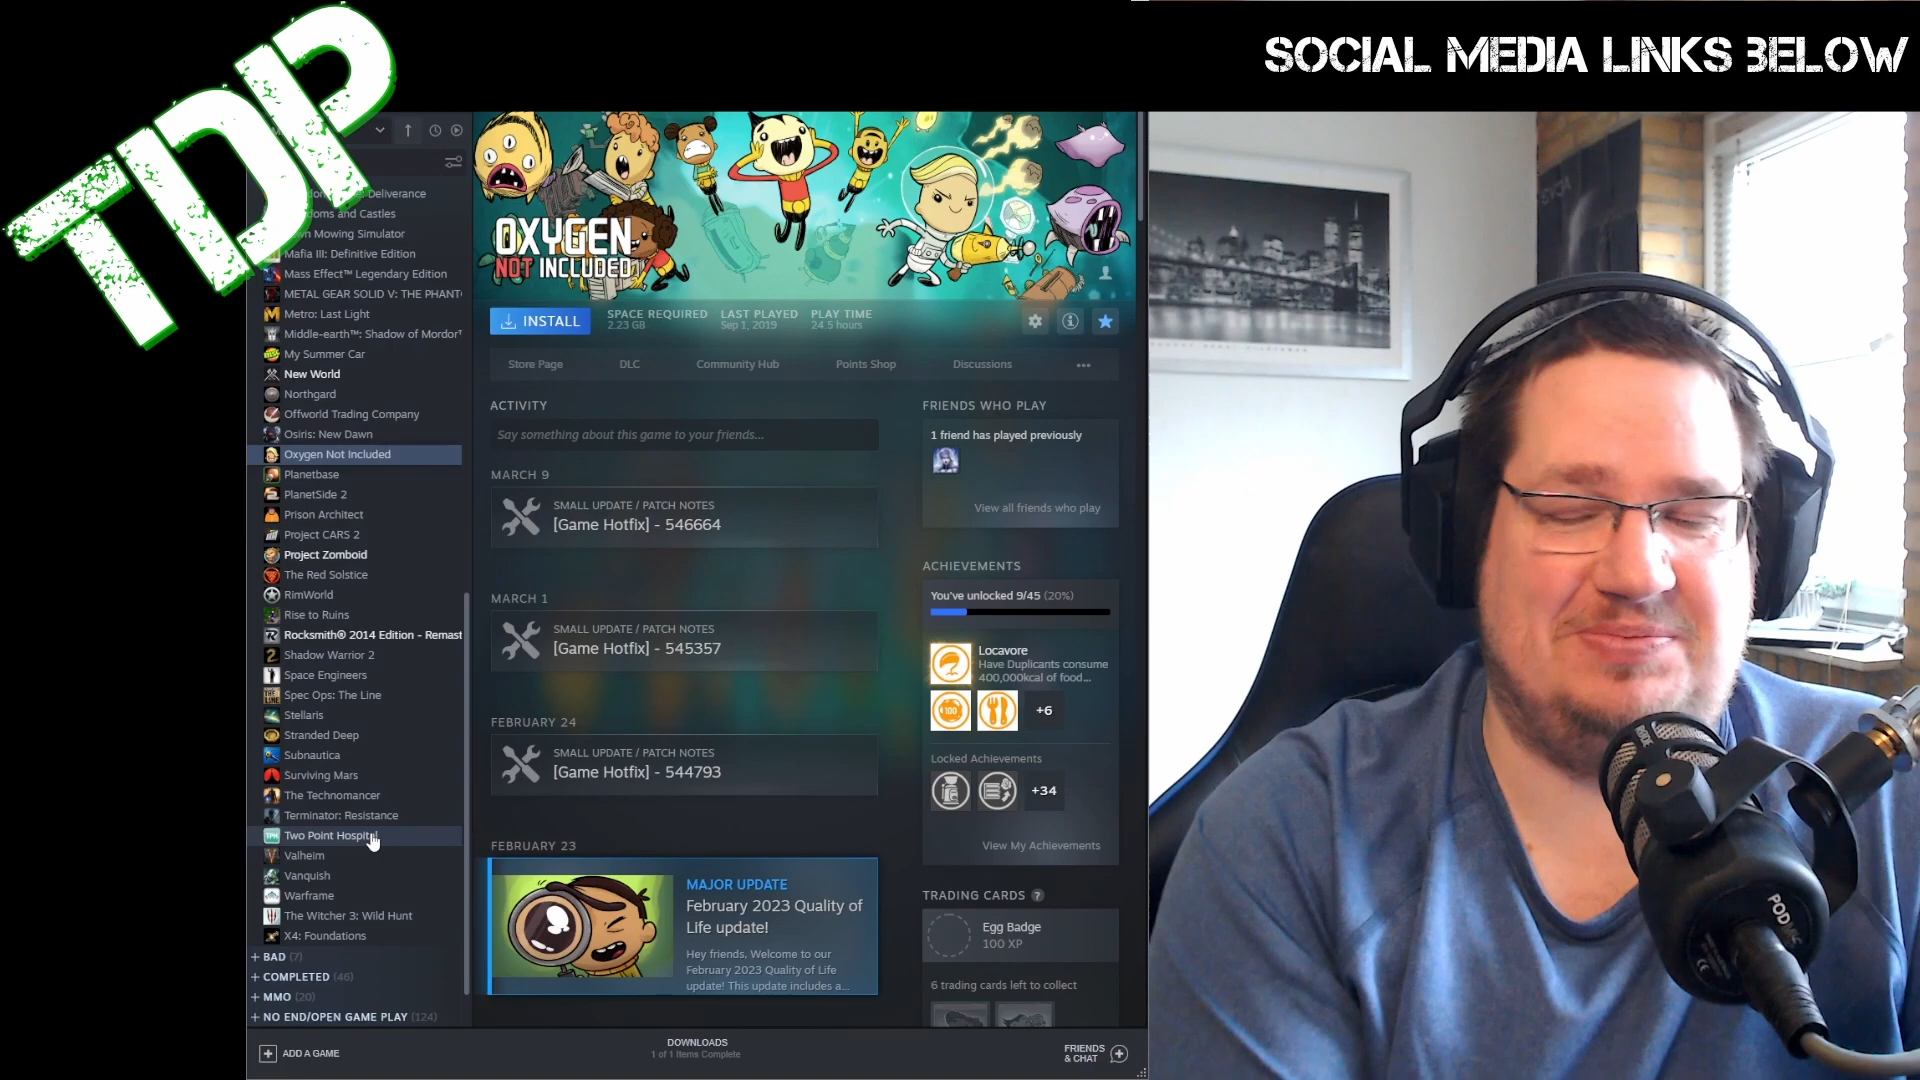 TDP
SOCIAL MEDIA LINKS BELOW
Deliverance
doms and Castles
Mowing Simulator
Mafia III: Definitive Edition
Mass Effect™ Legendary Edition
METAL GEAR SOLID V: THE PHANT
Metro: Last Light
Middle-earth™: Shadow of Mordor
My Summer Car
New World
Northgard
Offworld Trading Company
Osiris: New Dawn
Oxygen Not Included
Planetbase
PlanetSide 2
Prison Architect
Project CARS 2
Project Zomboid
The Red Solstice
RimWorld
Rise to Ruins
Rocksmith® 2014 Edition - Remast
Shadow Warrior 2
Space Engineers
Spec Ops: The Line
Stellaris
Stranded Deep
Subnautica
Surviving Mars
The Technomancer
Terminator: Resistance
Two Point Hospital
Valheim
Vanquish
Warframe
The Witcher 3: Wild Hunt
X4: Foundations
+ BAD (7)
+ COMPLETED (46)
+ MMO (20)
+ NO END/OPEN GAME PLAY (124)
ADD A GAME
OXYGEN
NOT INCLUDED
INSTALL
SPACE REQUIRED
2.23 GB
LAST PLAYED
Sep 1, 2019
PLAY TIME
24.5 hours
Store Page
DLC
Community Hub
Points Shop
Discussions
ACTIVITY
Say something about this game to your friends...
MARCH 9
SMALL UPDATE / PATCH NOTES
[Game Hotfix] - 546664
MARCH 1
SMALL UPDATE / PATCH NOTES
[Game Hotfix] - 545357
FEBRUARY 24
SMALL UPDATE / PATCH NOTES
[Game Hotfix] - 544793
FEBRUARY 23
MAJOR UPDATE
February 2023 Quality of
Life update!
Hey friends, Welcome to our
February 2023 Quality of Life
update! This update includes a...
FRIENDS WHO PLAY
1 friend has played previously
View all friends who play
ACHIEVEMENTS
You've unlocked 9/45 (20%)
Locavore
Have Duplicants consume
400,000kcal of food...
100
+6
Locked Achievements
+34
View My Achievements
TRADING CARDS ?
Egg Badge
100 XP
6 trading cards left to collect
DOWNLOADS
1 of 1 Items Complete
FRIENDS
& CHAT
RØDE